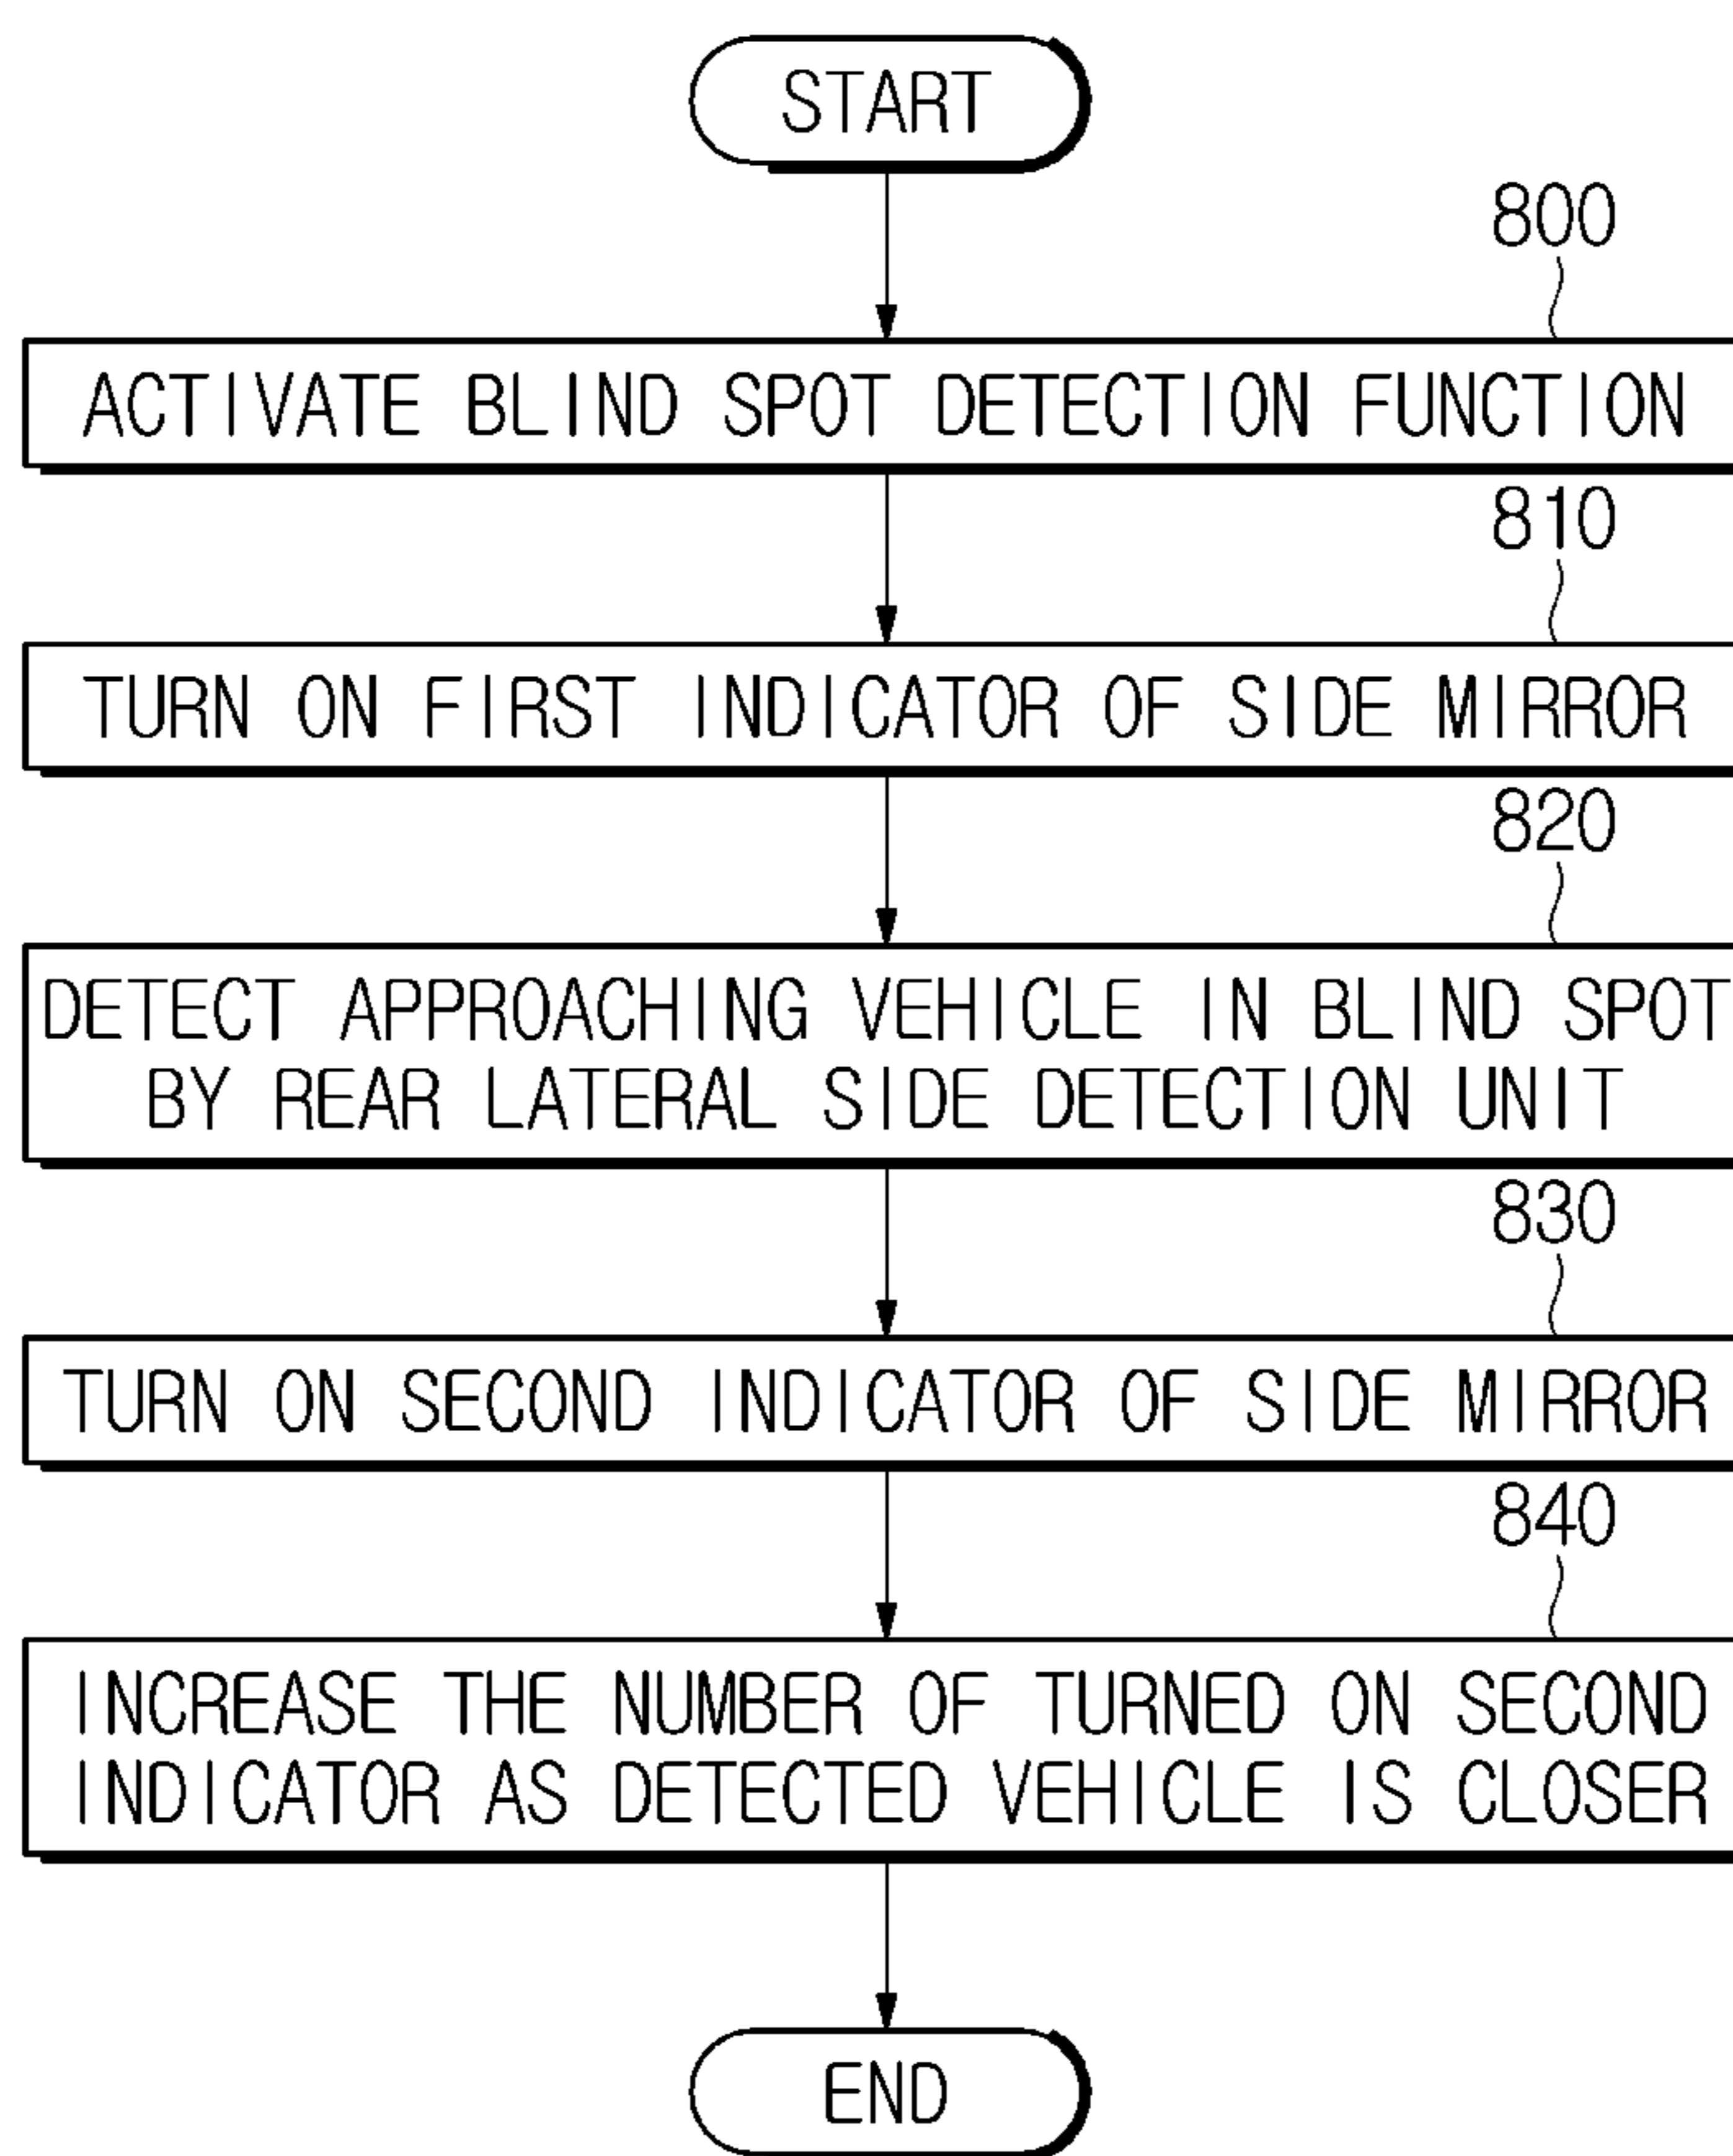 START
800
ACTIVATE BLIND SPOT DETECTION FUNCTION
810
TURN ON FIRST INDICATOR OF SIDE MIRROR
820
DETECT APPROACHING VEHICLE IN BLIND SPOT
BY REAR LATERAL SIDE DETECTION UNIT
830
TURN ON SECOND INDICATOR OF SIDE MIRROR
840
INCREASE THE NUMBER OF TURNED ON SECOND
INDICATOR AS DETECTED VEHICLE IS CLOSER
END